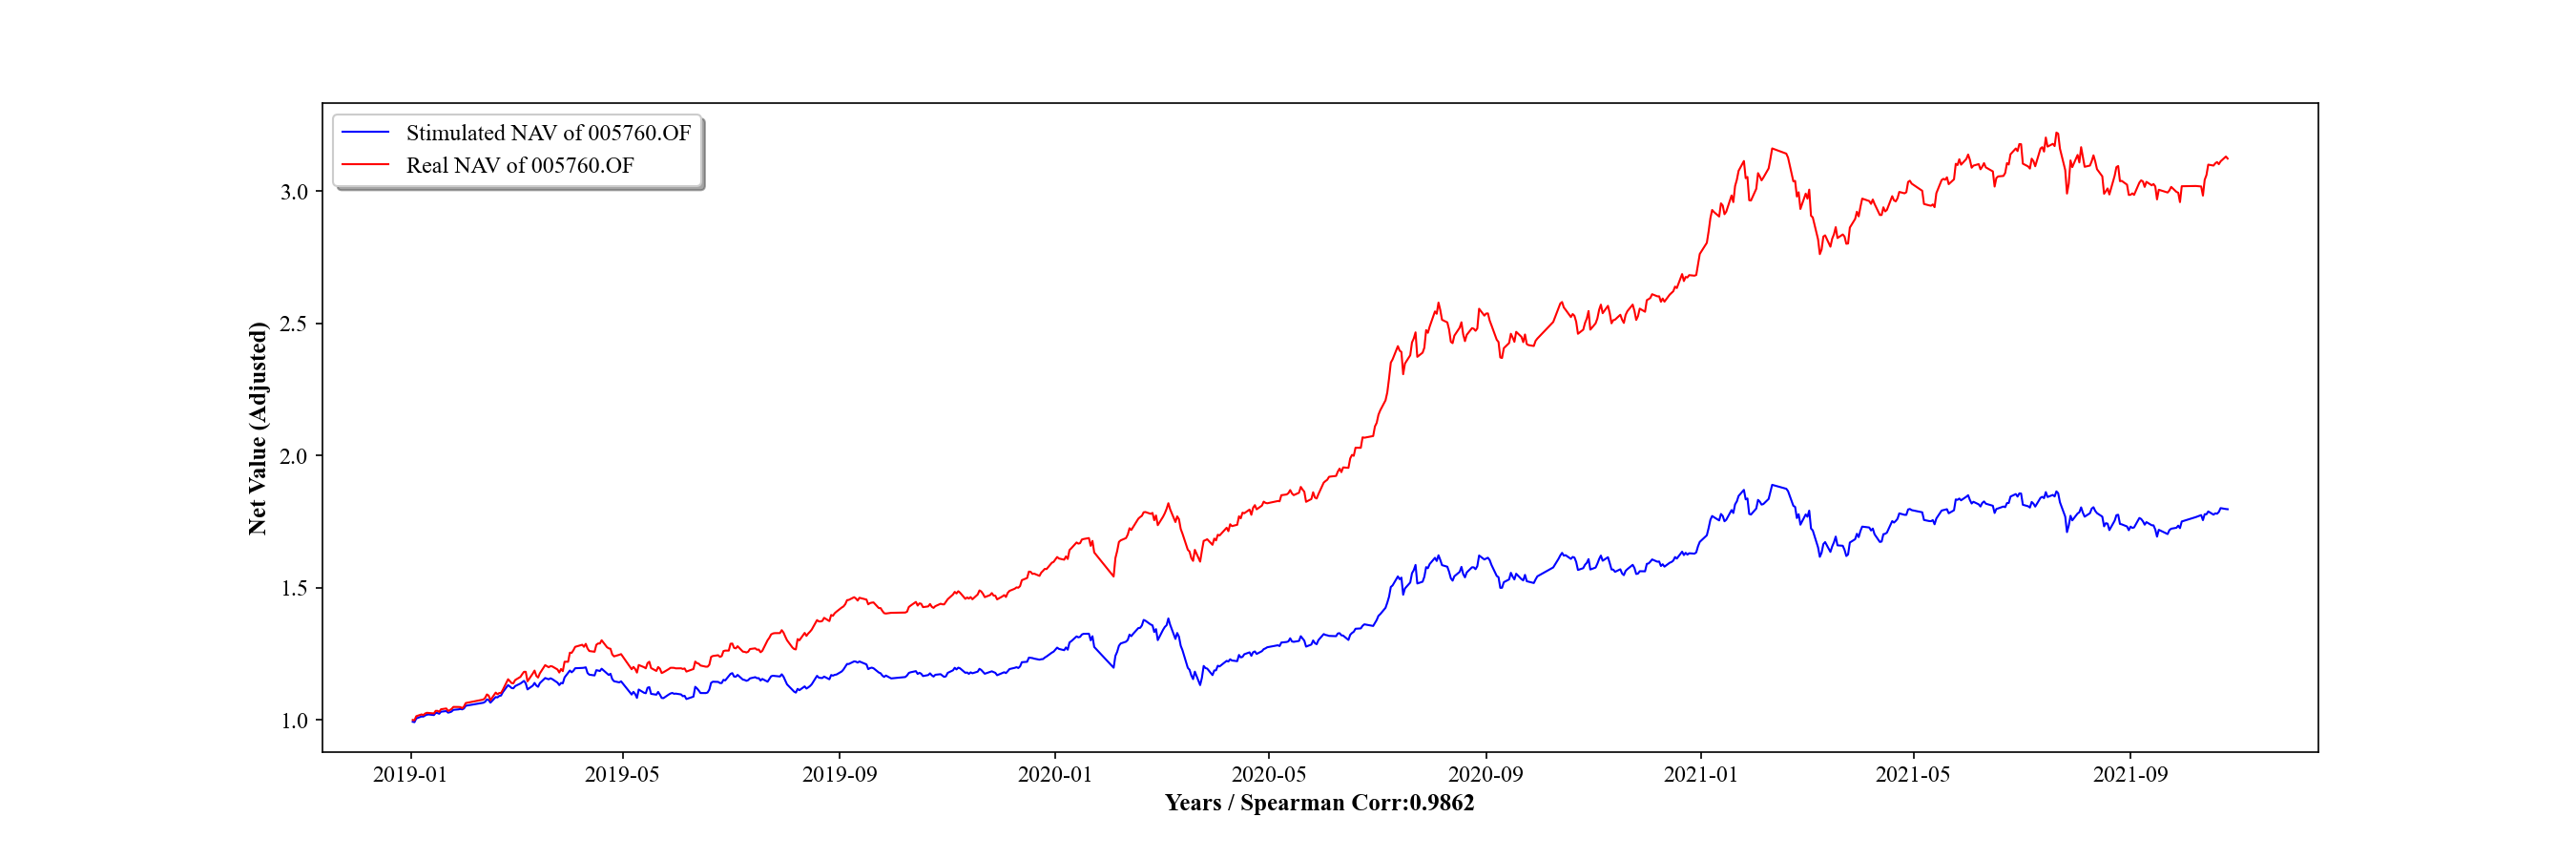 Stimulated NAV of 005760.OF
Real NAV of 005760.OF
Net Value (Adjusted)
3.0
2.5
2.0
1.5
1.0
2019-01 2019-05 2019-09 2020-01 2020-05 2020-09 2021-01 2021-05 2021-09
Years / Spearman Corr:0.9862